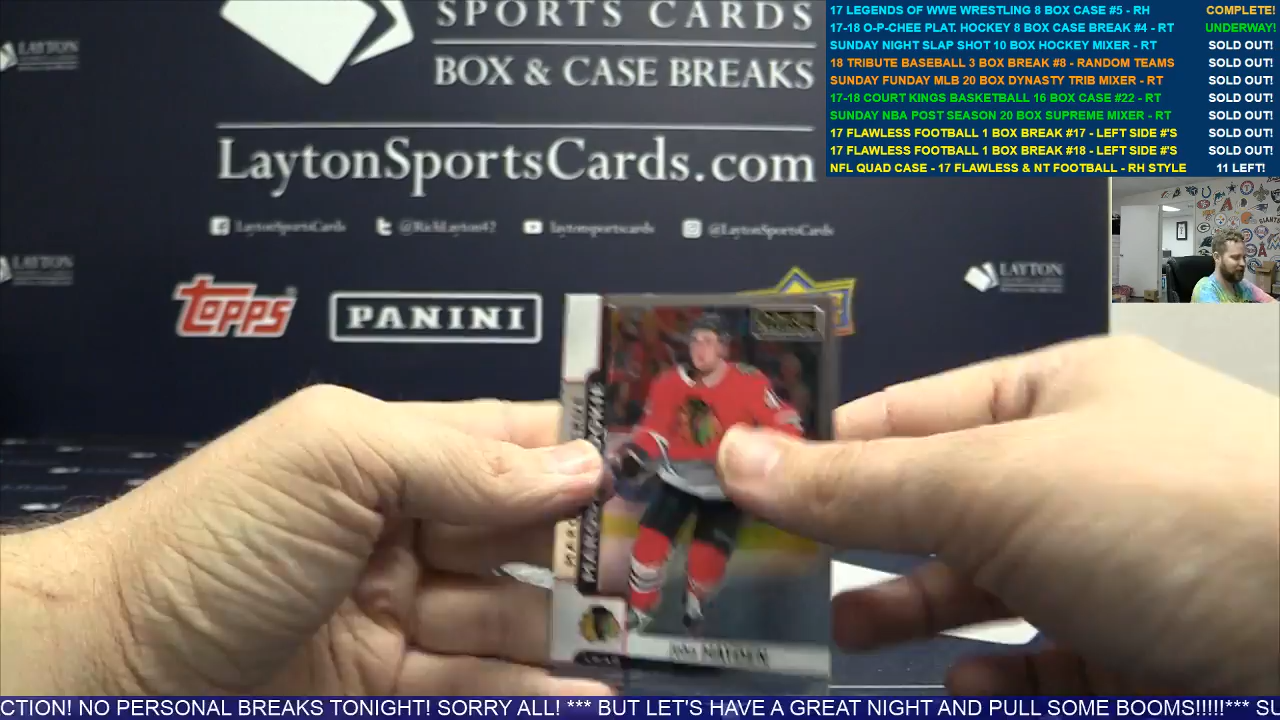 SPORTS CARDS
BOX & CASE BREAKS
LaytonSportsCards.com
LaytonSportsCards
@RichLayton42
laytonsportscards
@LaytonSportsCards
LAYTON
LAYTON
LAYTON
TOPPS
PANINI
17 LEGENDS OF WWE WRESTLING 8 BOX CASE #5 - RH COMPLETE!
17-18 O-P-CHEE PLAT. HOCKEY 8 BOX CASE BREAK #4 - RT UNDERWAY!
SUNDAY NIGHT SLAP SHOT 10 BOX HOCKEY MIXER - RT SOLD OUT!
18 TRIBUTE BASEBALL 3 BOX BREAK #8 - RANDOM TEAMS SOLD OUT!
SUNDAY FUNDAY MLB 20 BOX DYNASTY TRIB MIXER - RT SOLD OUT!
17-18 COURT KINGS BASKETBALL 16 BOX CASE #22 - RT SOLD OUT!
SUNDAY NBA POST SEASON 20 BOX SUPREME MIXER - RT SOLD OUT!
17 FLAWLESS FOOTBALL 1 BOX BREAK #17 - LEFT SIDE #'S SOLD OUT!
17 FLAWLESS FOOTBALL 1 BOX BREAK #18 - LEFT SIDE #'S SOLD OUT!
NFL QUAD CASE - 17 FLAWLESS & NT FOOTBALL - RH STYLE 11 LEFT!
CTION! NO PERSONAL BREAKS TONIGHT! SORRY ALL! *** BUT LET'S HAVE A GREAT NIGHT AND PULL SOME BOOMS!!!!!*** SU